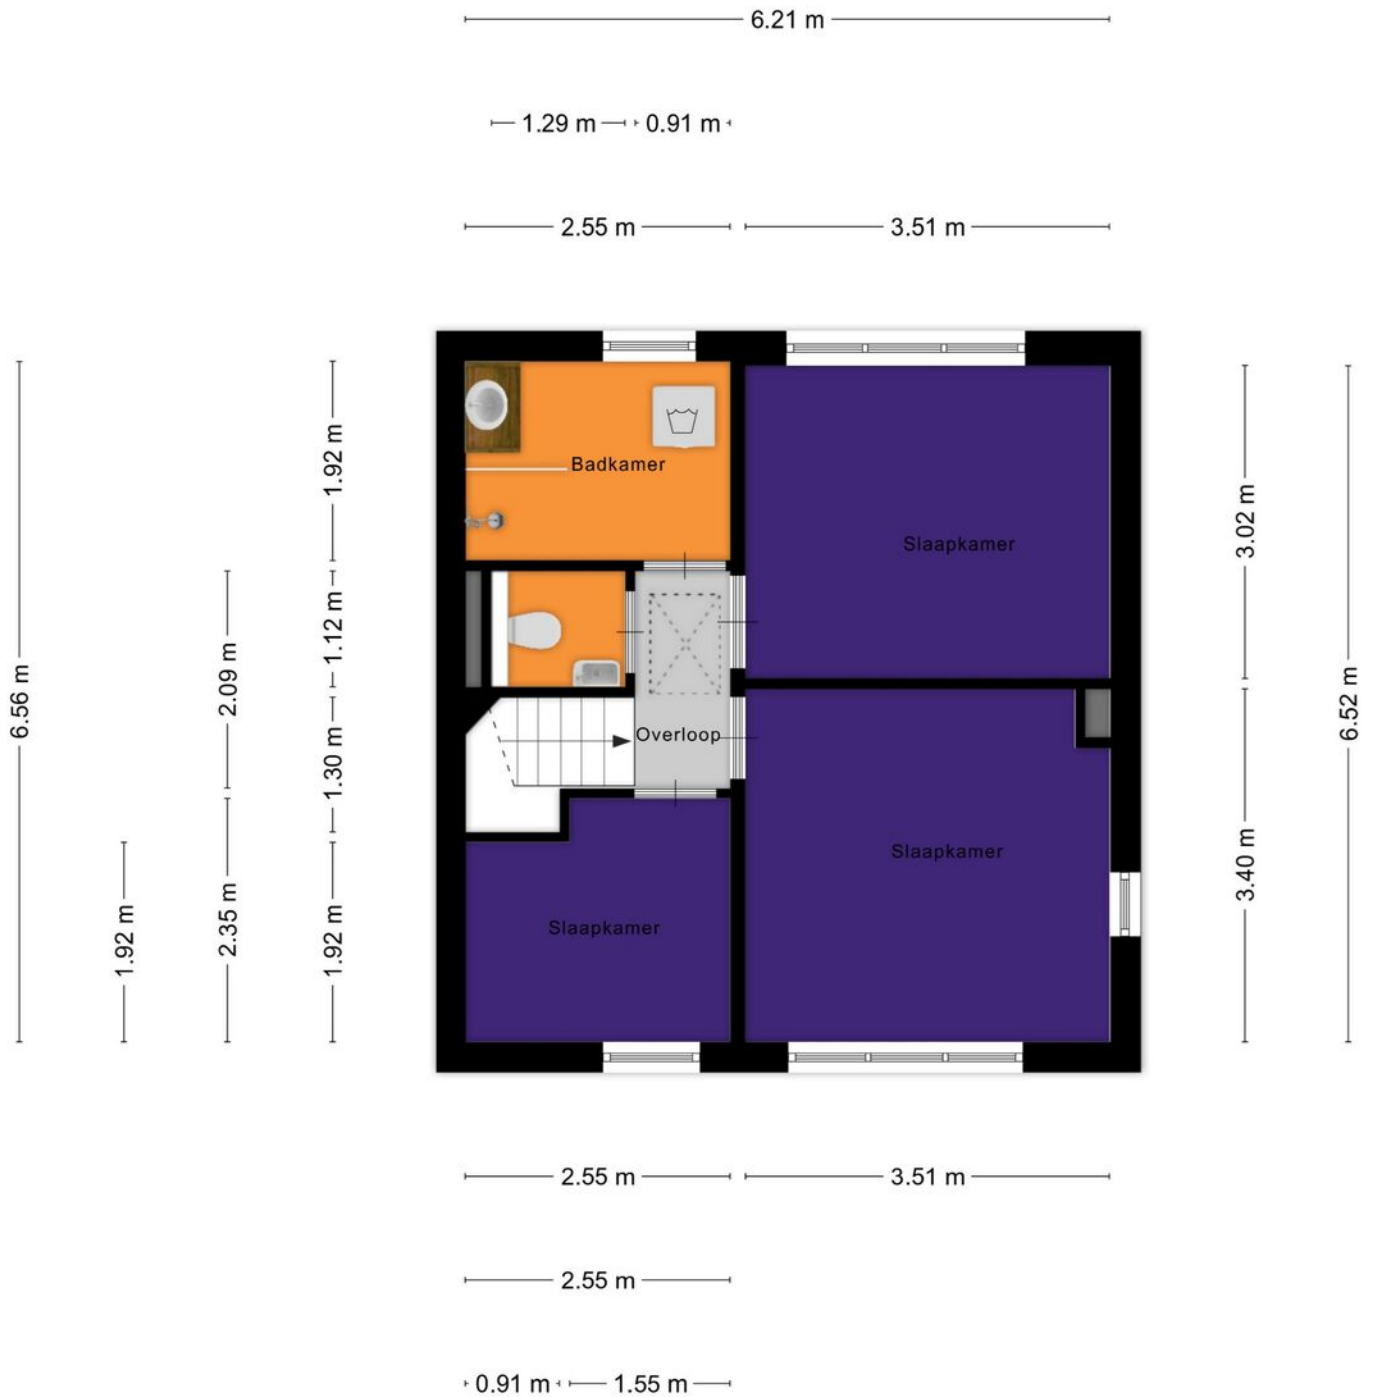 6.21 m
1.29 m
0.91 m
2.55 m
3.51 m
6.56 m
1.92 m
2.09 m
2.35 m
1.92 m
1.12 m
1.30 m
1.92 m
Badkamer
Slaapkamer
Overloop
Slaapkamer
Slaapkamer
3.02 m
3.40 m
6.52 m
2.55 m
3.51 m
2.55 m
0.91 m
1.55 m